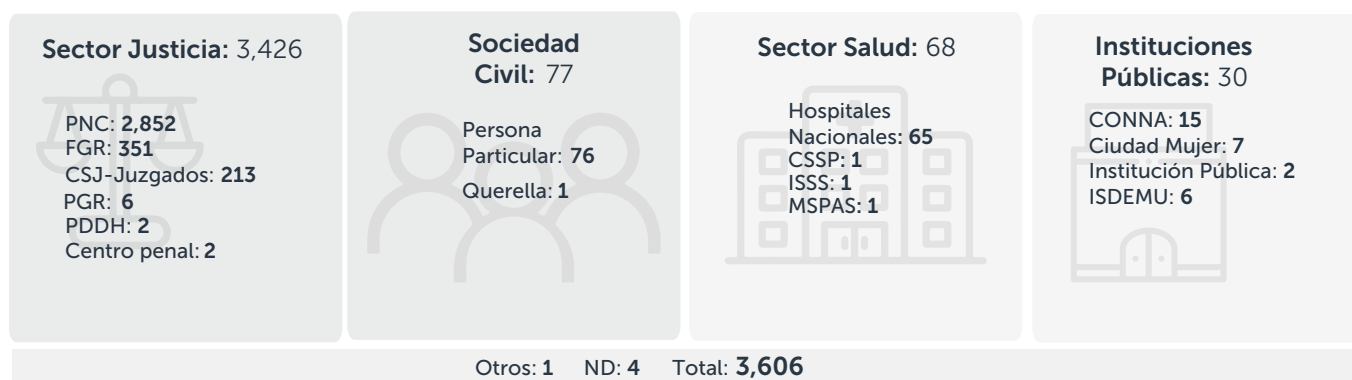 Sector Justicia: 3,426
PNC: 2,852
FGR: 351
CSJ-Juzgados: 213
PGR: 6
PDDH: 2
Centro penal: 2
Sociedad
Civil: 77
Persona
Particular: 76
Querella: 1
Sector Salud: 68
Hospitales
Nacionales: 65
CSSP: 1
ISSS: 1
MSPAS: 1
Instituciones
Públicas: 30
CONNA: 15
Ciudad Mujer: 7
Institución Pública: 2
ISDEMU: 6
Otros: 1 ND: 4 Total: 3,606